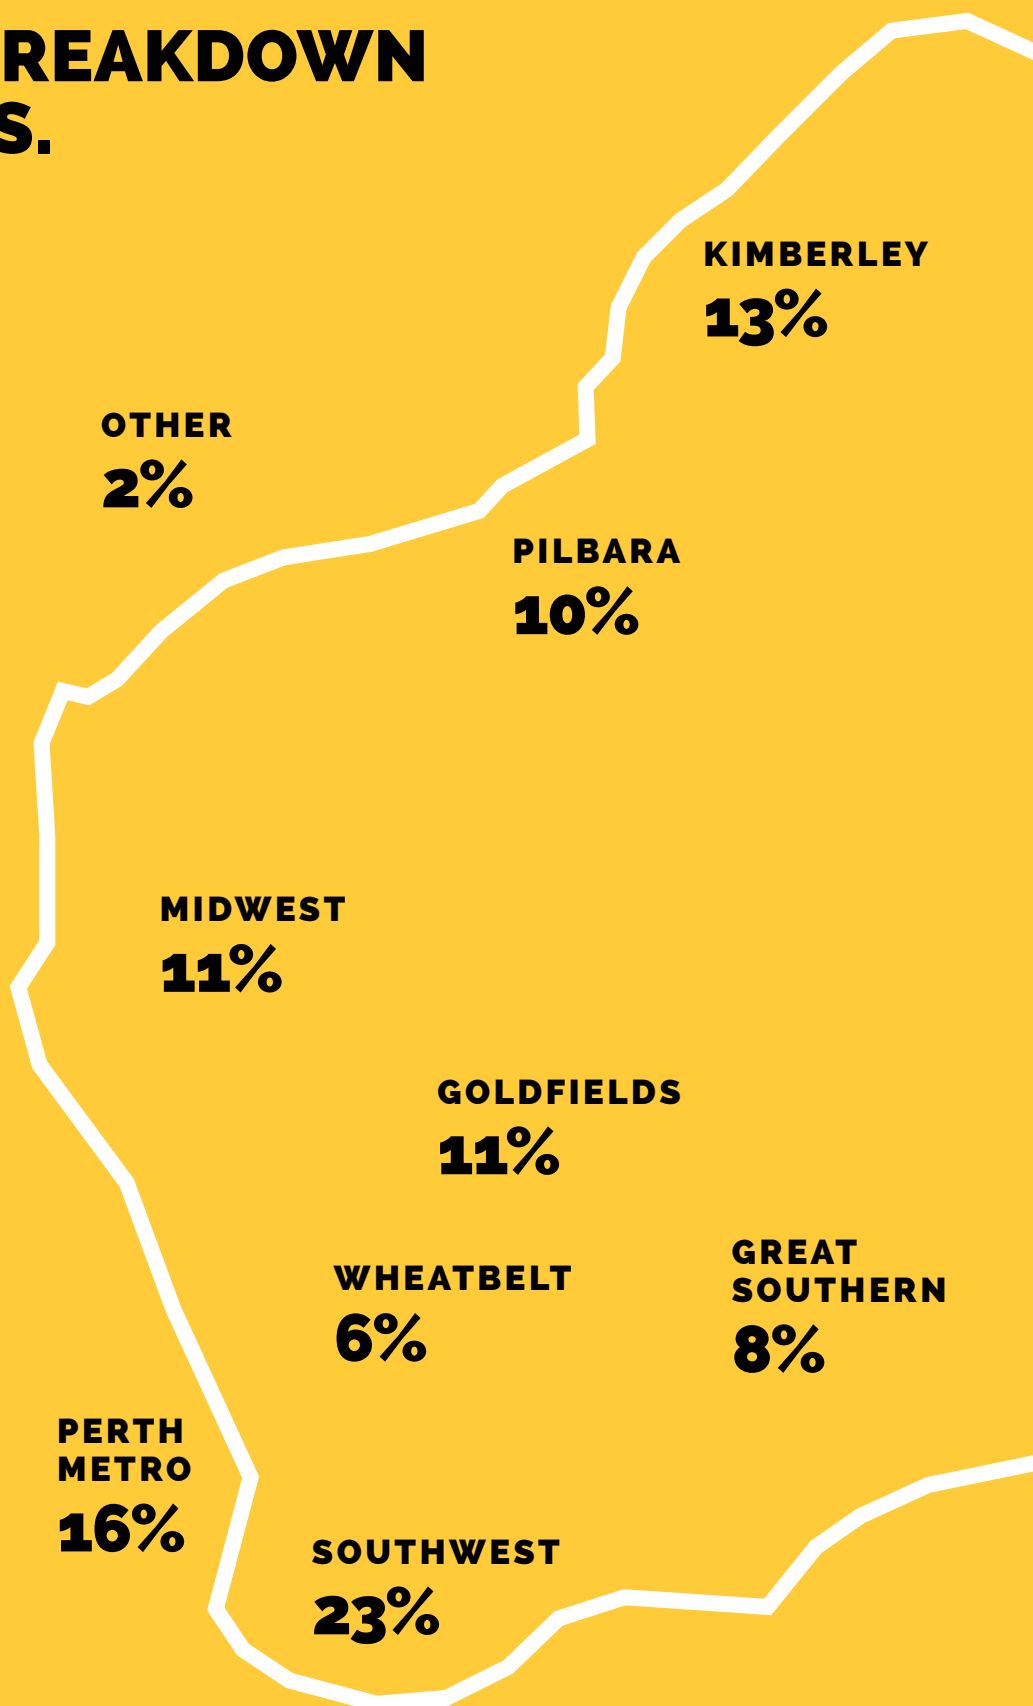 REAKDOWN
S.
KIMBERLEY
13%
OTHER
2%
PILBARA
10%
MIDWEST
11%
GOLDFIELDS
11%
WHEATBELT
6%
GREAT
SOUTHERN
8%
PERTH
METRO
16%
SOUTHWEST
23%